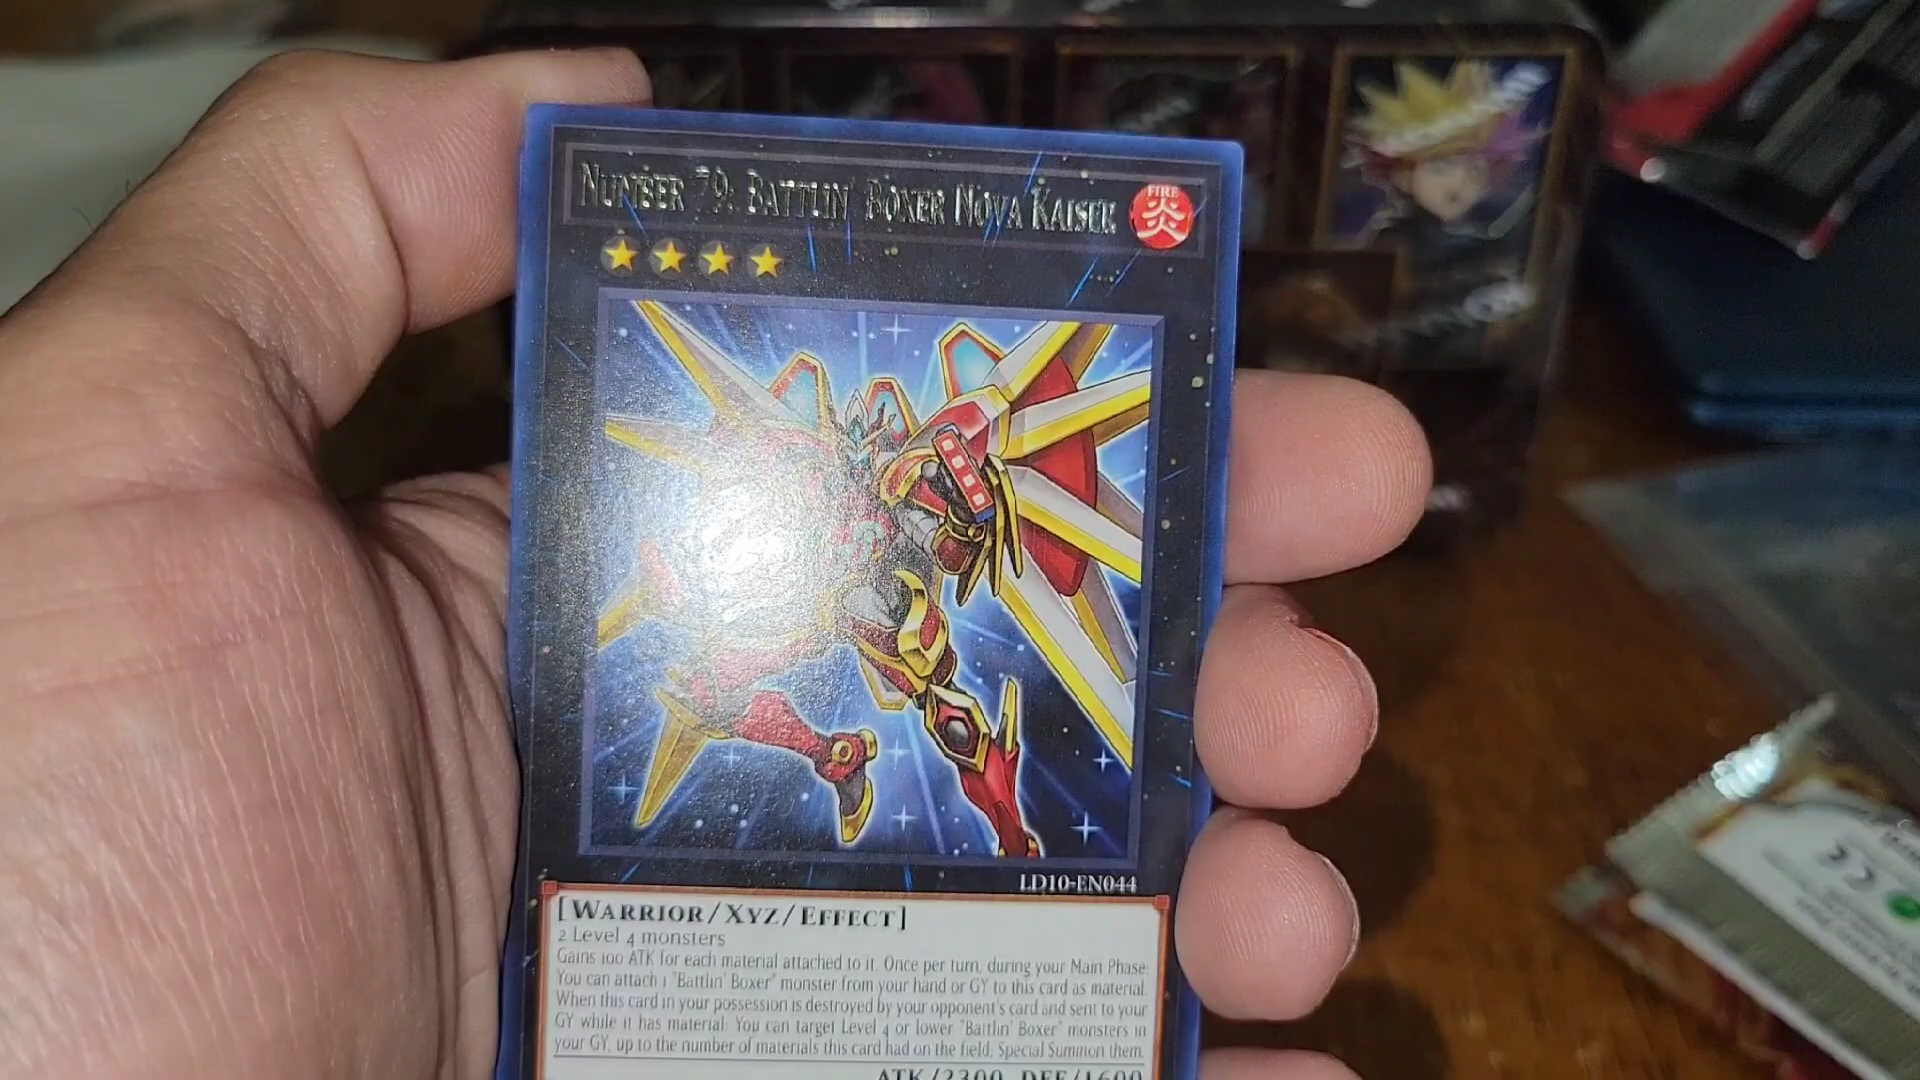 NUMBER 79: BATTLIN' BOXER NOVA KAISER
FIRE
炎
LD10-EN044
[WARRIOR/XYZ/EFFECT]
2 Level 4 monsters
Gains 100 ATK for each material attached to it. Once per turn, during your Main Phase:
You can attach 1 "Battlin' Boxer" monster from your hand or GY to this card as material.
When this card in your possession is destroyed by your opponent's card and sent to your
GY while it has material: You can target Level 4 or lower "Battlin' Boxer" monsters in
your GY, up to the number of materials this card had on the field; Special Summon them.
ATK/2300 DEF/1600
CE